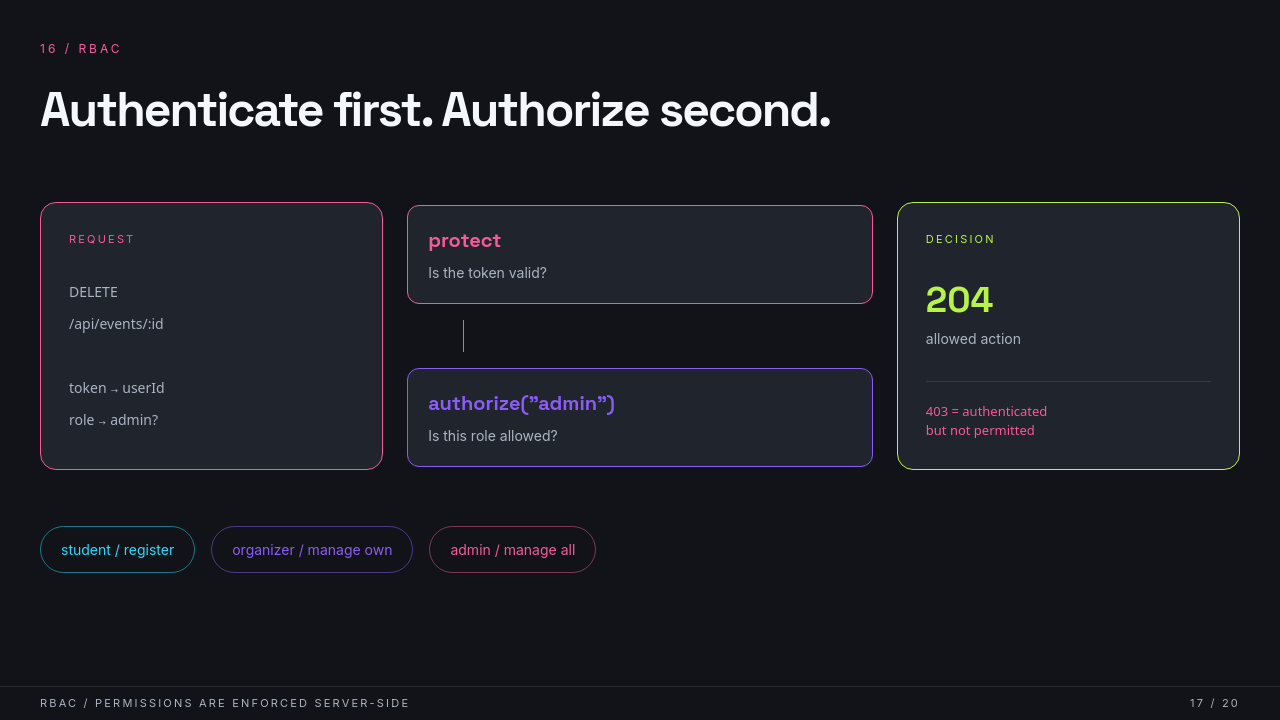 16 / RBAC
Authenticate first. Authorize second.
REQUEST
DELETE
/api/events/:id
token → userId
role → admin?
protect
Is the token valid?
authorize("admin")
Is this role allowed?
DECISION
204
allowed action
403 = authenticated
but not permitted
student / register
organizer / manage own
admin / manage all
RBAC / PERMISSIONS ARE ENFORCED SERVER-SIDE
17 / 20